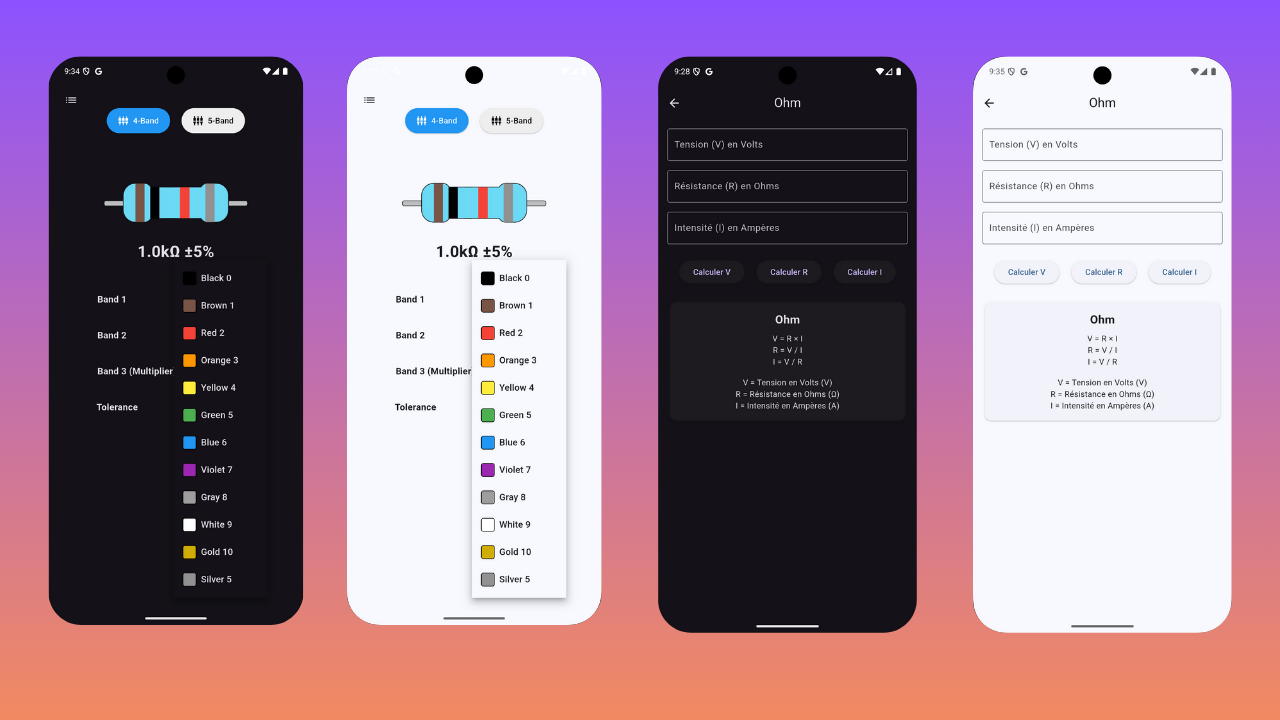 9:34 G
4-Band 5-Band
1.0kΩ ±5%
Black 0
Band 1
Brown 1
Red 2
Band 2
Orange 3
Band 3 (Multiplier
Yellow 4
Tolerance
Green 5
Blue 6
Violet 7
Gray 8
White 9
Gold 10
Silver 5
4-Band 5-Band
1.0kΩ ±5%
Black 0
Band 1
Brown 1
Red 2
Band 2
Orange 3
Band 3 (Multiplier
Yellow 4
Tolerance
Green 5
Blue 6
Violet 7
Gray 8
White 9
Gold 10
Silver 5
9:28 G
Ohm
Tension (V) en Volts
Résistance (R) en Ohms
Intensité (I) en Ampères
Calculer V Calculer R Calculer I
Ohm
V = R × I
R = V / I
I = V / R
V = Tension en Volts (V)
R = Résistance en Ohms (Ω)
I = Intensité en Ampères (A)
9:35 G
Ohm
Tension (V) en Volts
Résistance (R) en Ohms
Intensité (I) en Ampères
Calculer V Calculer R Calculer I
Ohm
V = R × I
R = V / I
I = V / R
V = Tension en Volts (V)
R = Résistance en Ohms (Ω)
I = Intensité en Ampères (A)